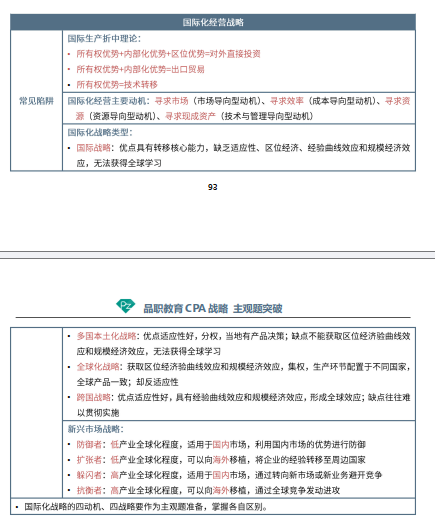 国际化经营战略
国际生产折中理论：
• 所有权优势+内部化优势+区位优势=对外直接投资
• 所有权优势+内部化优势=出口贸易
• 所有权优势=技术转移
常见陷阱
国际化经营主要动机：寻求市场（市场导向型动机）、寻求效率（成本导向型动机）、寻求资
源（资源导向型动机）、寻求现成资产（技术与管理导向型动机）
国际化战略类型：
• 国际战略：优点具有转移核心能力，缺乏适应性、区位经济、经验曲线效应和规模经济效
应，无法获得全球学习
93
品职教育 CPA 战略 主观题突破
• 多国本土化战略：优点适应性好，分权，当地有产品决策；缺点不能获取区位经济验曲线效
应和规模经济效应，无法获得全球学习
• 全球化战略：获取区位经济验曲线效应和规模经济效应，集权，生产环节配置于不同国家，
全球产品一致；却反适应性
• 跨国战略：优点适应性好，具有经验曲线效应和规模经济效应，形成全球效应；缺点往往难
以贯彻实施
新兴市场战略：
• 防御者：低产业全球化程度，适用于国内市场，利用国内市场的优势进行防御
• 扩张者：低产业全球化程度，可以向海外移植，将企业的经验转移至周边国家
• 躲闪者：高产业全球化程度，适用于国内市场，通过转向新市场或新业务避开竞争
• 抗衡者：高产业全球化程度，可以向海外移植，通过全球竞争发动进攻
• 国际化战略的四动机、四战略要作为主观题准备，掌握各自区别。